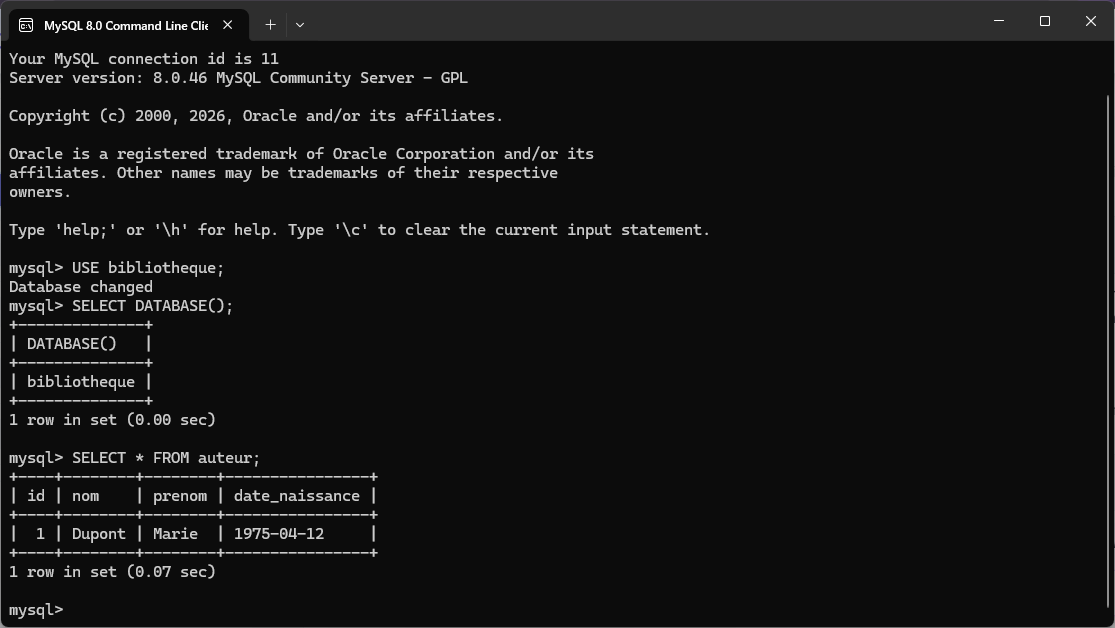 MySQL 8.0 Command Line Clie
Your MySQL connection id is 11
Server version: 8.0.46 MySQL Community Server - GPL
Copyright (c) 2000, 2026, Oracle and/or its affiliates.
Oracle is a registered trademark of Oracle Corporation and/or its
affiliates. Other names may be trademarks of their respective
owners.
Type 'help;' or '\h' for help. Type '\c' to clear the current input statement.
mysql> USE bibliotheque;
Database changed
mysql> SELECT DATABASE();
+--------------+
| DATABASE()   |
+--------------+
| bibliotheque |
+--------------+
1 row in set (0.00 sec)
mysql> SELECT * FROM auteur;
+----+--------+--------+----------------+
| id | nom    | prenom | date_naissance |
+----+--------+--------+----------------+
|  1 | Dupont | Marie  | 1975-04-12     |
+----+--------+--------+----------------+
1 row in set (0.07 sec)
mysql>